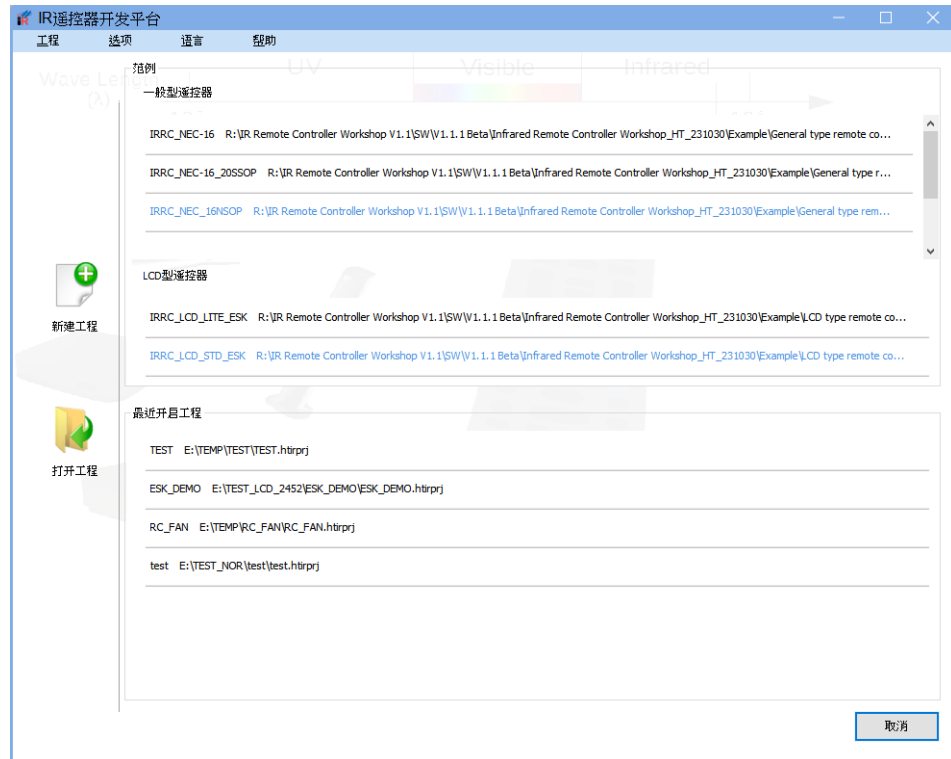 IR遥控器开发平台
工程 选项 语言 帮助
UV Visible Infrared
Wave Length
(λ)
范例
一般型遥控器
IRRC_NEC-16 R:\IR Remote Controller Workshop V1.1\SW\V1.1.1 Beta\Infrared Remote Controller Workshop_HT_231030\Example\General type remote co...
IRRC_NEC-16_20SSOP R:\IR Remote Controller Workshop V1.1\SW\V1.1.1 Beta\Infrared Remote Controller Workshop_HT_231030\Example\General type r...
IRRC_NEC_16NSOP R:\IR Remote Controller Workshop V1.1\SW\V1.1.1 Beta\Infrared Remote Controller Workshop_HT_231030\Example\General type rem...
LCD型遥控器
IRRC_LCD_LITE_ESK R:\IR Remote Controller Workshop V1.1\SW\V1.1.1 Beta\Infrared Remote Controller Workshop_HT_231030\Example\LCD type remote co...
IRRC_LCD_STD_ESK R:\IR Remote Controller Workshop V1.1\SW\V1.1.1 Beta\Infrared Remote Controller Workshop_HT_231030\Example\LCD type remote co...
新建工程
打开工程
最近开启工程
TEST E:\TEMP\TEST\TEST.htirprj
ESK_DEMO E:\TEST_LCD_2452\ESK_DEMO\ESK_DEMO.htirprj
RC_FAN E:\TEMP\RC_FAN\RC_FAN.htirprj
test E:\TEST_NOR\test\test.htirprj
取消